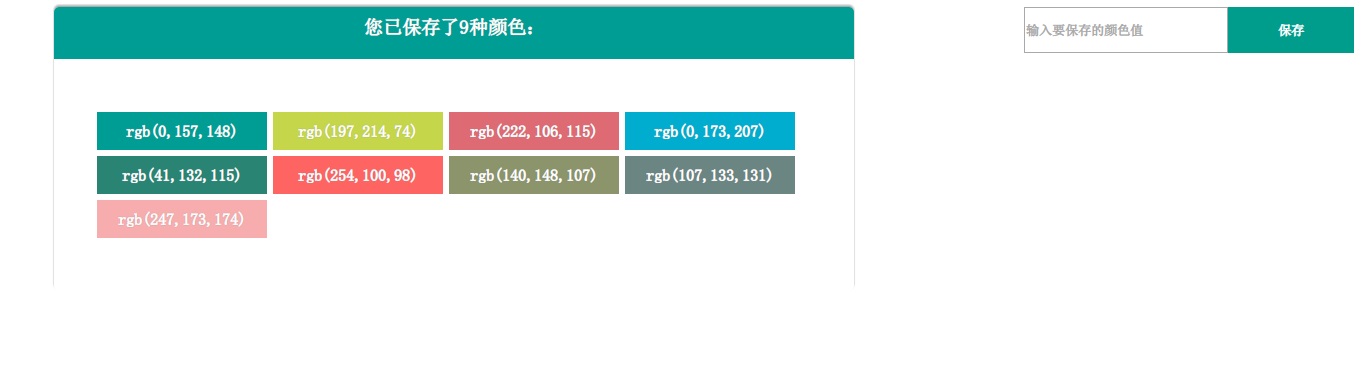 您已保存了9种颜色:
输入要保存的颜色值
保存
rgb(0,157,148)
rgb(197,214,74)
rgb(222,106,115)
rgb(0,173,207)
rgb(41,132,115)
rgb(254,100,98)
rgb(140,148,107)
rgb(107,133,131)
rgb(247,173,174)